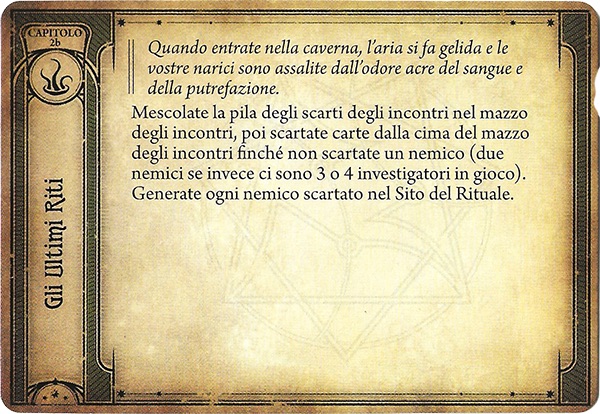 CAPITOLO
2b
Gli Ultimi Riti
Quando entrate nella caverna, l'aria si fa gelida e le
vostre narici sono assalite dall'odore acre del sangue e
della putrefazione.
Mescolate la pila degli scarti degli incontri nel mazzo
degli incontri, poi scartate carte dalla cima del mazzo
degli incontri finché non scartate un nemico (due
nemici se invece ci sono 3 o 4 investigatori in gioco).
Generate ogni nemico scartato nel Sito del Rituale.